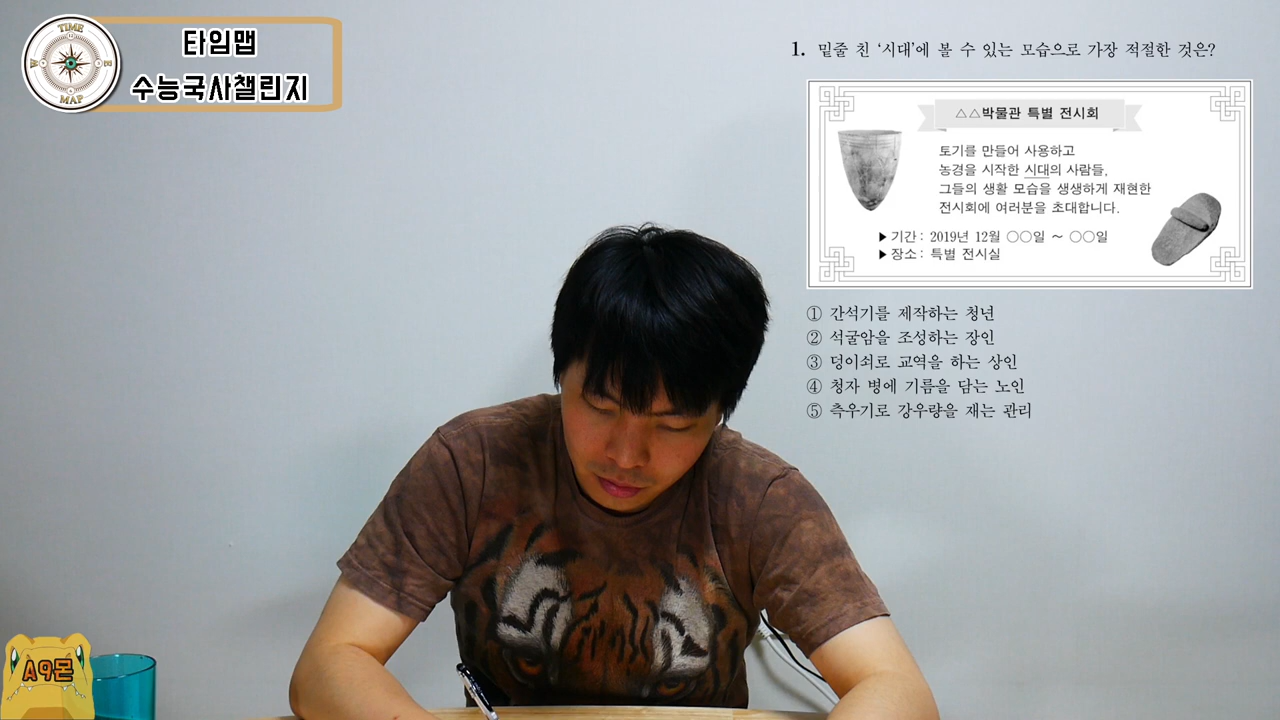 TIME
W
E
MAP
타임맵
수능국사챌린지
1. 밑줄 친 ‘시대’에 볼 수 있는 모습으로 가장 적절한 것은?
△△박물관 특별 전시회
토기를 만들어 사용하고
농경을 시작한 시대의 사람들,
그들의 생활 모습을 생생하게 재현한
전시회에 여러분을 초대합니다.
▶기간 : 2019년 12월 ○○일 ~ ○○일
▶장소 : 특별 전시실
① 간석기를 제작하는 청년
② 석굴암을 조성하는 장인
③ 덩이쇠로 교역을 하는 상인
④ 청자 병에 기름을 담는 노인
⑤ 측우기로 강우량을 재는 관리
A9몬